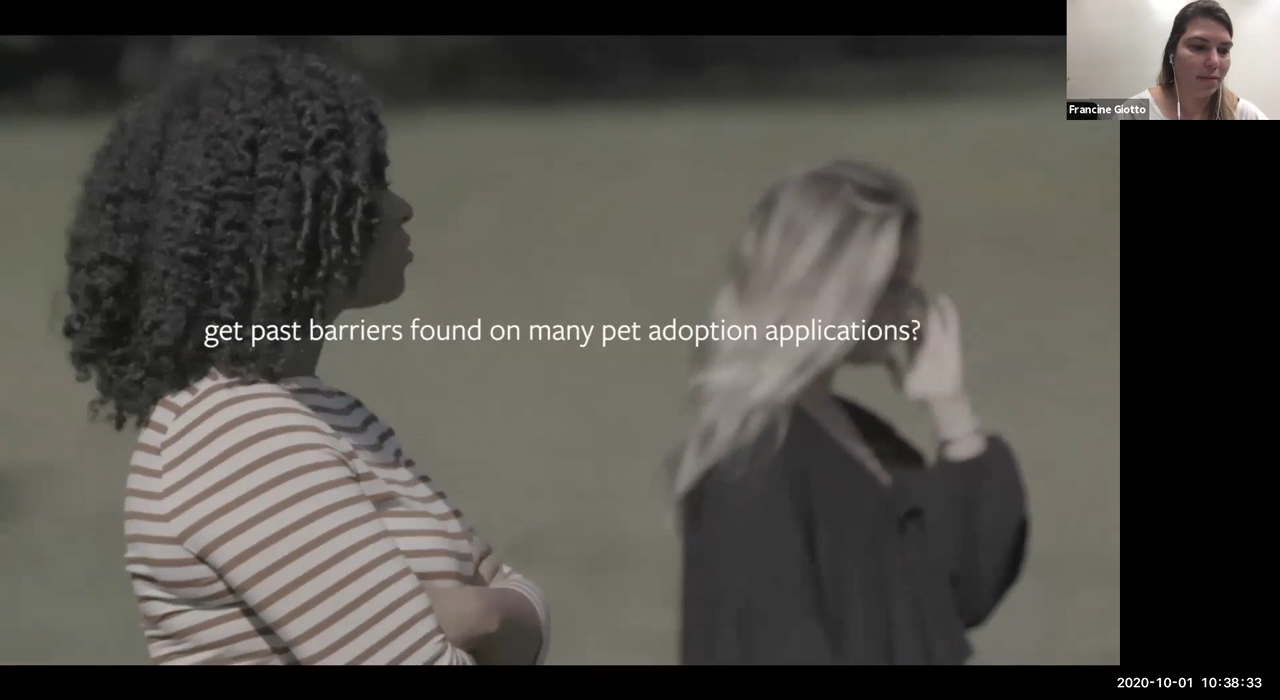 Francine Giotto
get past barriers found on many pet adoption applications?
2020-10-01 10:38:33